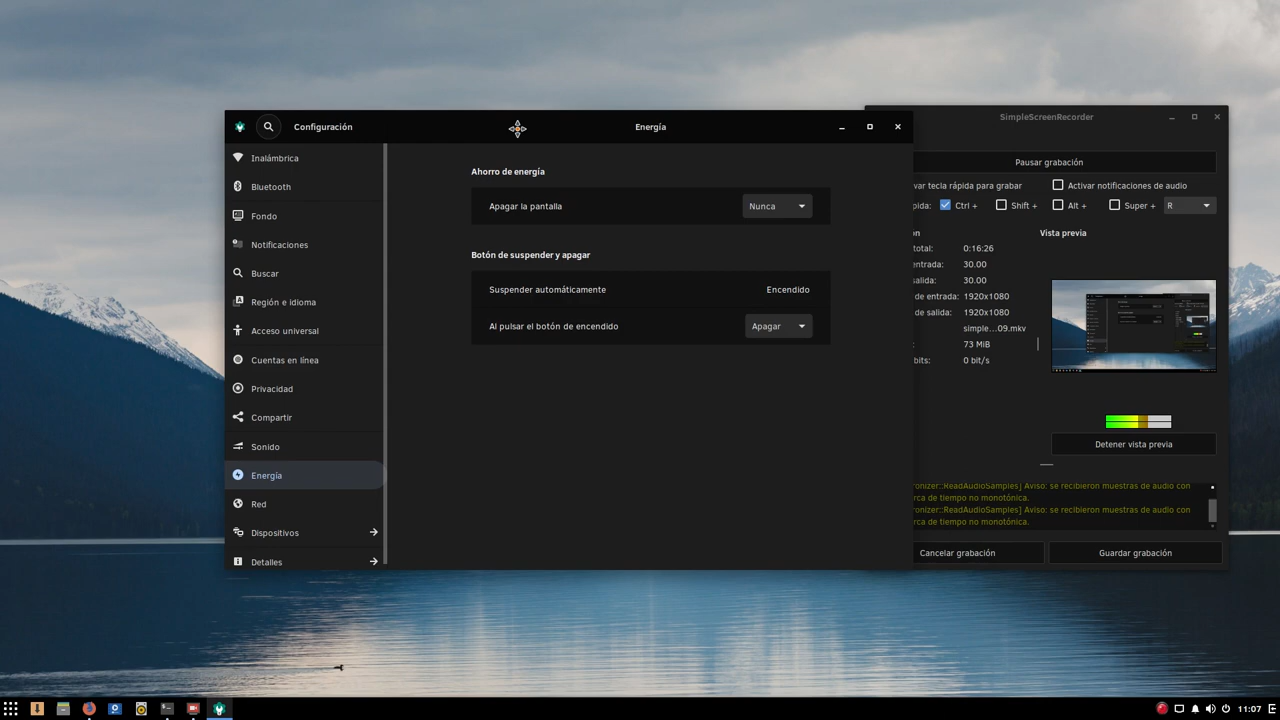 Configuración
Energía
Inalámbrica
Bluetooth
Fondo
Notificaciones
Buscar
Región e idioma
Acceso universal
Cuentas en línea
Privacidad
Compartir
Sonido
Energía
Red
Dispositivos
Detalles
Ahorro de energía
Apagar la pantalla
Nunca
Botón de suspender y apagar
Suspender automáticamente
Encendido
Al pulsar el botón de encendido
Apagar
SimpleScreenRecorder
Pausar grabación
var tecla rápida para grabar
Activar notificaciones de audio
pida: Ctrl + Shift + Alt + Super + R
ón
Vista previa
total: 0:16:26
entrada: 30.00
salida: 30.00
de entrada: 1920x1080
de salida: 1920x1080
simple...09.mkv
: 73 MiB
bits: 0 bit/s
Detener vista previa
ronizer::ReadAudioSamples] Aviso: se recibieron muestras de audio con
rca de tiempo no monotónica.
ronizer::ReadAudioSamples] Aviso: se recibieron muestras de audio con
rca de tiempo no monotónica.
Cancelar grabación
Guardar grabación
11:07